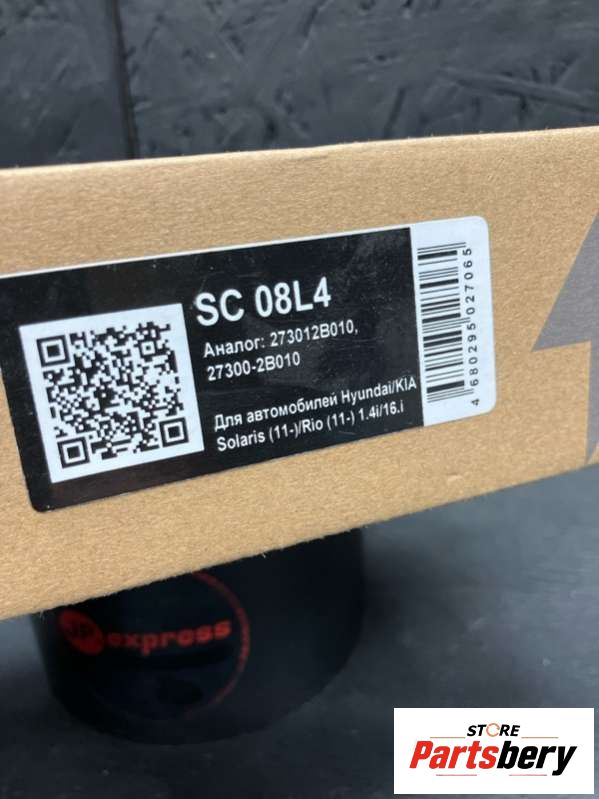 SC 08L4
Аналог: 273012B010,
27300-2B010
Для автомобилей Hyundai/KIA
Solaris (11-)/Rio (11-) 1.4i/16.i
4 680295 027065
JP express
STORE
Partsbery